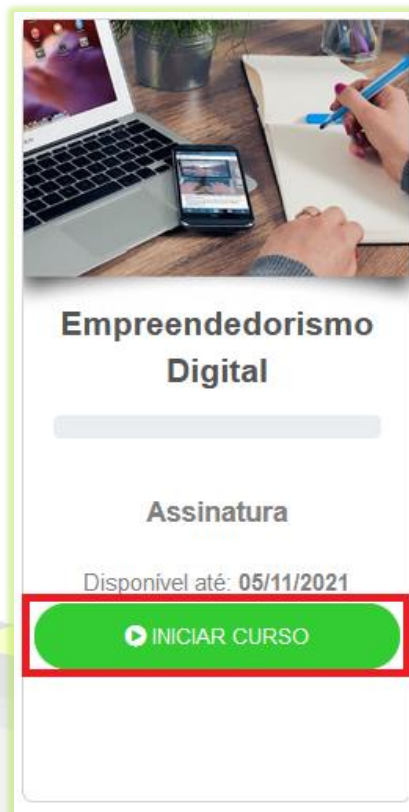 Empreendedorismo
Digital
Assinatura
Disponível até: 05/11/2021
INICIAR CURSO